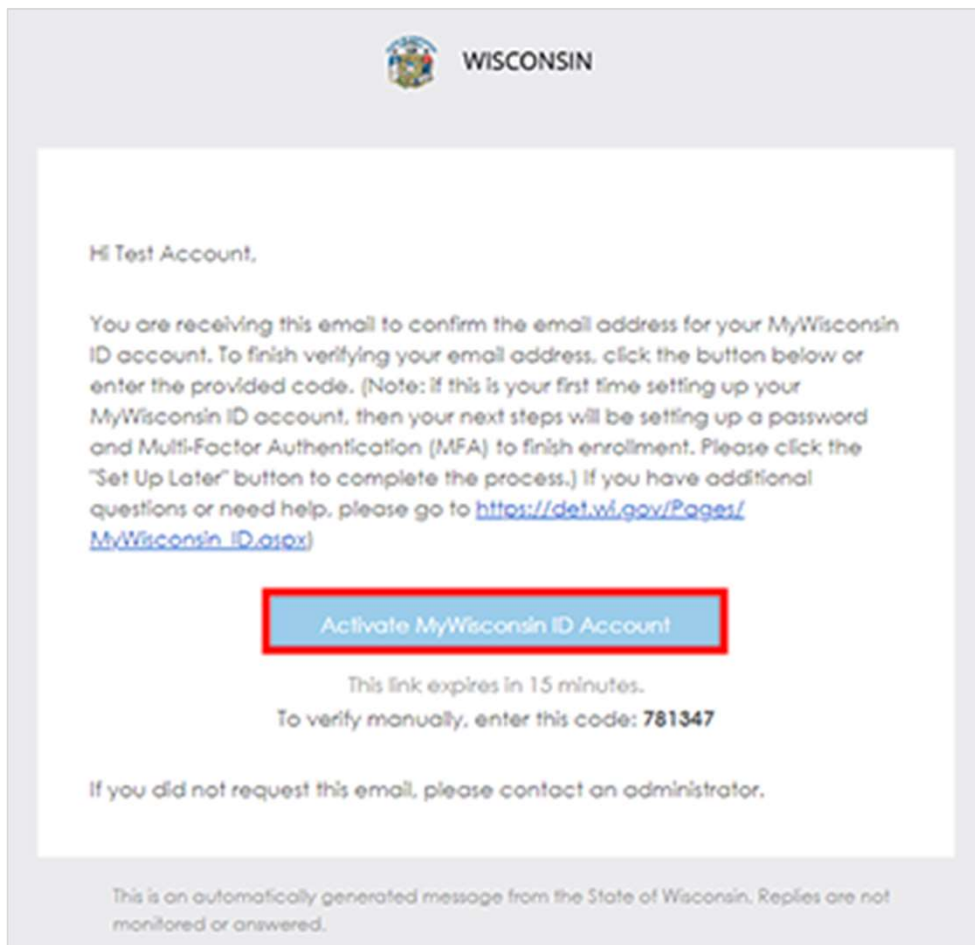 WISCONSIN
Hi Test Account,
You are receiving this email to confirm the email address for your MyWisconsin
ID account. To finish verifying your email address, click the button below or
enter the provided code. (Note: if this is your first time setting up your
MyWisconsin ID account, then your next steps will be setting up a password
and Multi-Factor Authentication (MFA) to finish enrollment. Please click the
"Set Up Later" button to complete the process.) If you have additional
questions or need help, please go to https://det.wi.gov/Pages/
MyWisconsin_ID.aspx)
Activate MyWisconsin ID Account
This link expires in 15 minutes.
To verify manually, enter this code: 781347
If you did not request this email, please contact an administrator.
This is an automatically generated message from the State of Wisconsin. Replies are not
monitored or answered.